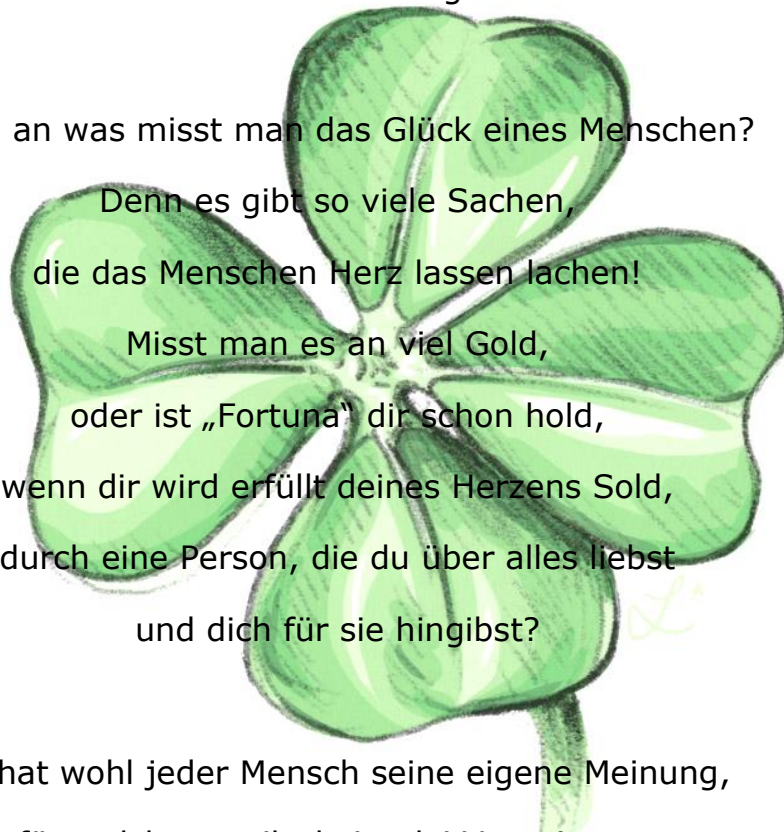 an was misst man das Glück eines Menschen?
Denn es gibt so viele Sachen,
die das Menschen Herz lassen lachen!
Misst man es an viel Gold,
oder ist „Fortuna“ dir schon hold,
wenn dir wird erfüllt deines Herzens Sold,
durch eine Person, die du über alles liebst
und dich für sie hingibst?
hat wohl jeder Mensch seine eigene Meinung,